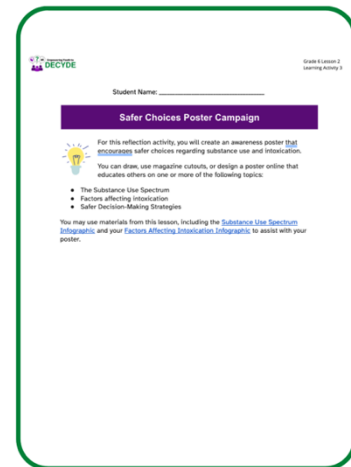 DECYDE
Grade 6 Lesson 2
Learning Activity 3
Student Name:
Safer Choices Poster Campaign
For this reflection activity, you will create an awareness poster that
encourages safer choices regarding substance use and intoxication.
You can draw, use magazine cutouts, or design a poster online that
educates others on one or more of the following topics:
● The Substance Use Spectrum
● Factors affecting intoxication
● Safer Decision-Making Strategies
You may use materials from this lesson, including the Substance Use Spectrum
Infographic and your Factors Affecting Intoxication Infographic to assist with your
poster.